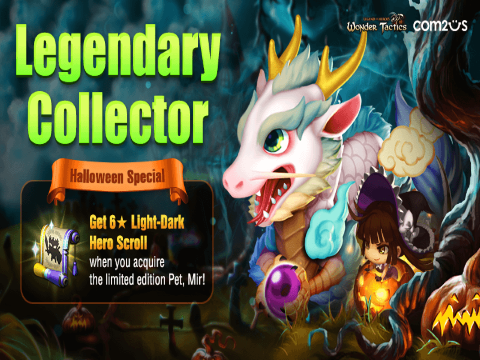 Legendary
Collector
WONDER TACTICS
COM2US
Halloween Special
Get 6★ Light-Dark
Hero Scroll
when you acquire
the limited edition Pet, Mir!